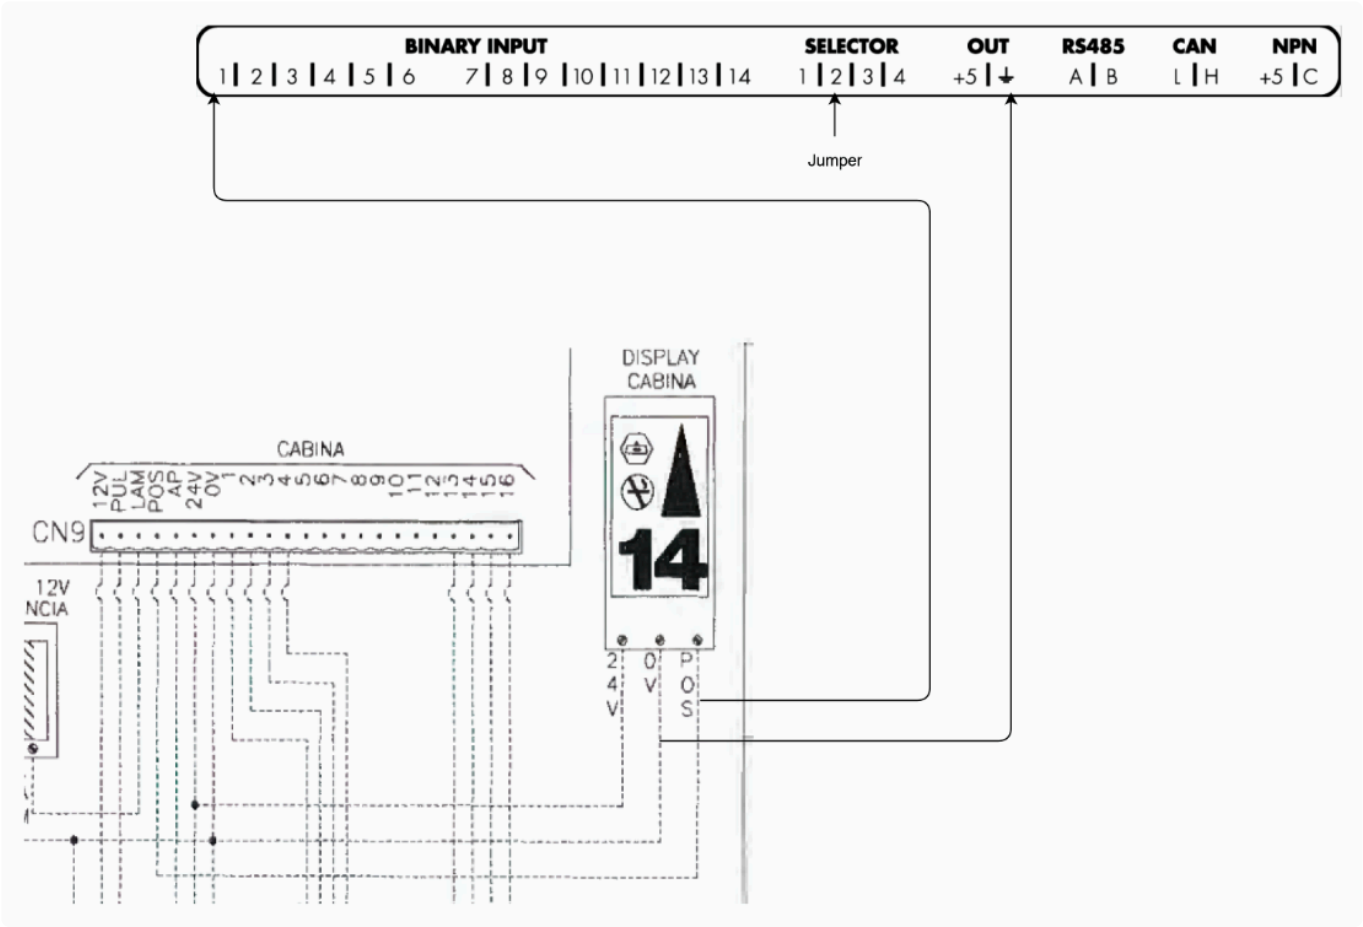 BINARY INPUT SELECTOR OUT RS485 CAN NPN
1 2 3 4 5 6 7 8 9 10 11 12 13 14 1 2 3 4 +5 A B L H +5 C
Jumper
DISPLAY
CABINA
CABINA
12V PUL LAM POS AP 24V 0V 1 2 3 4 5 6 7 8 9 10 11 12 13 14 15 16
CN9
14
12V
NCIA
24V 0V POS